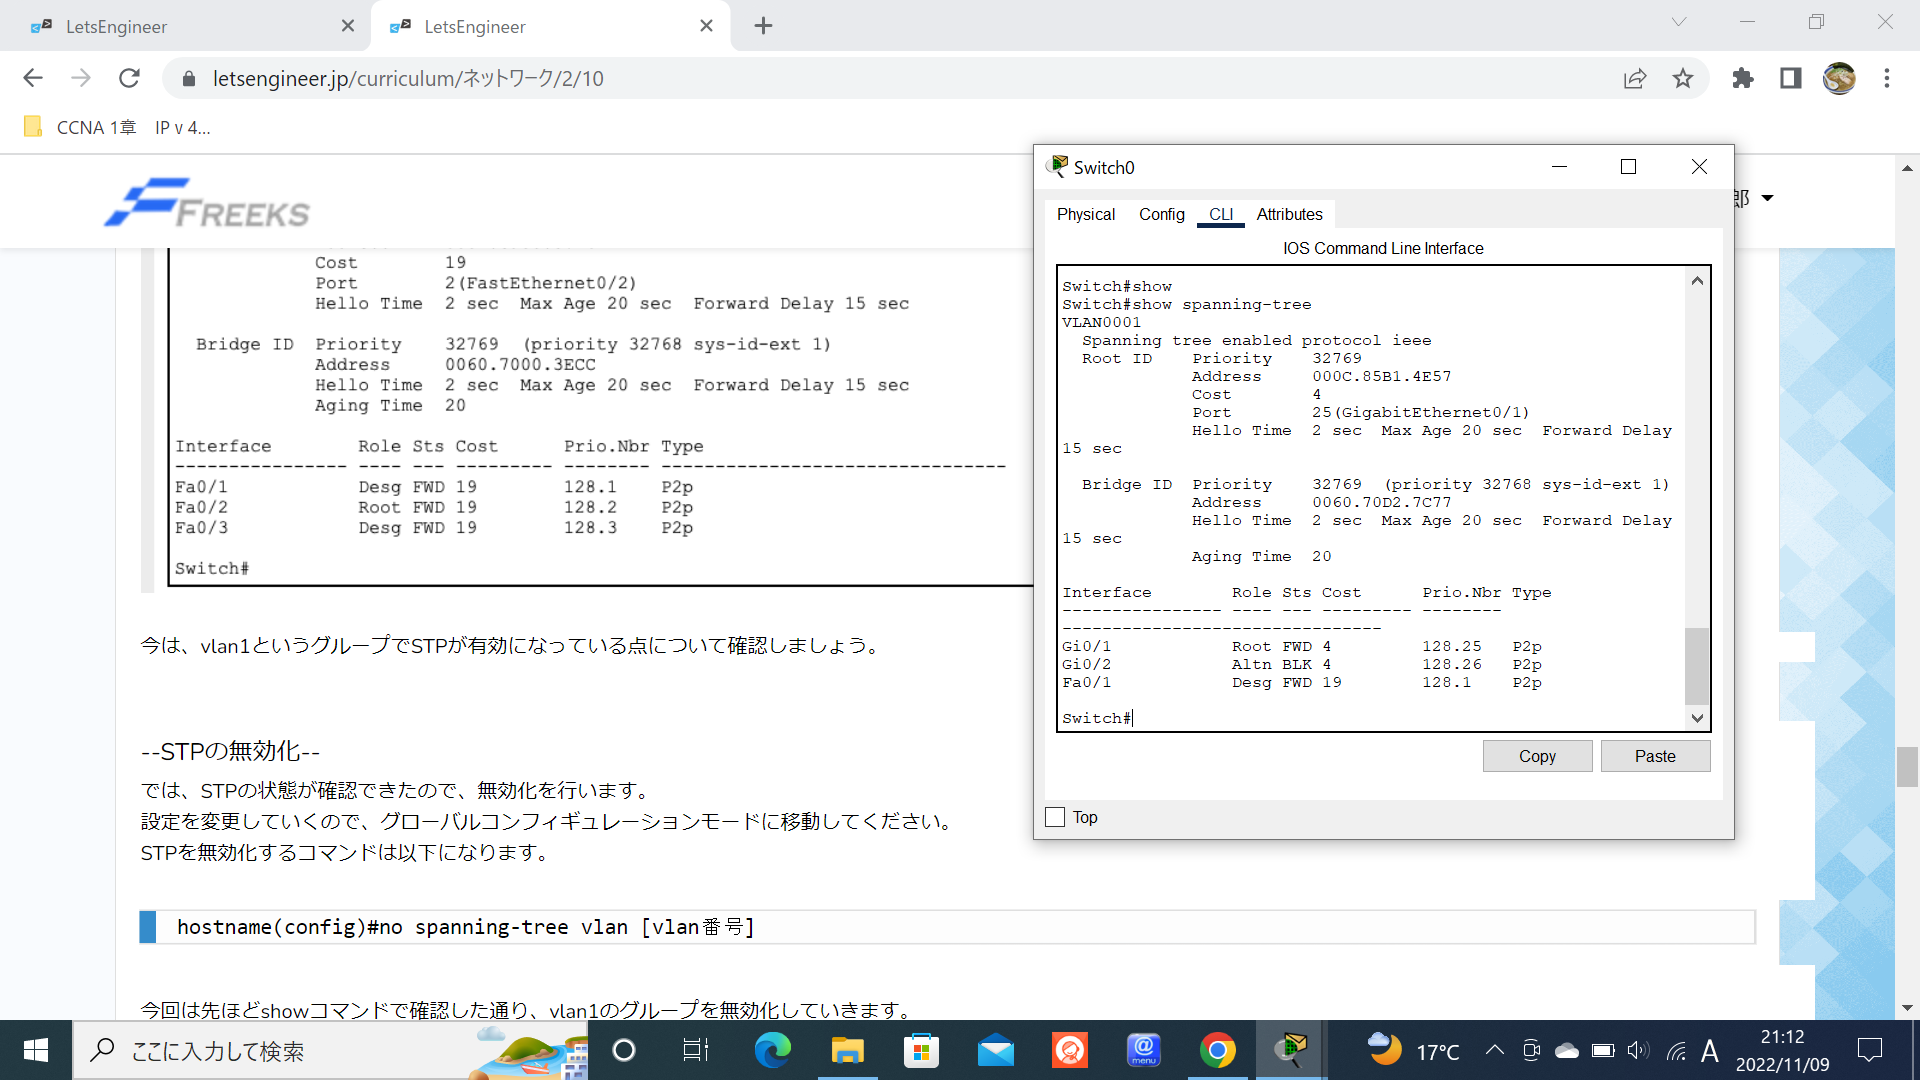 LetsEngineer
LetsEngineer
letsengineer.jp/curriculum/ネットワーク/2/10
CCNA 1章
IP v 4...
FREEKS
郎
Cost 19
Port 2(FastEthernet0/2)
Hello Time 2 sec Max Age 20 sec Forward Delay 15 sec
Bridge ID Priority 32769 (priority 32768 sys-id-ext 1)
Address 0060.7000.3ECC
Hello Time 2 sec Max Age 20 sec Forward Delay 15 sec
Aging Time 20
Interface Role Sts Cost Prio.Nbr Type
---------------- ---- --- --------- -------- --------------------------------
Fa0/1 Desg FWD 19 128.1 P2p
Fa0/2 Root FWD 19 128.2 P2p
Fa0/3 Desg FWD 19 128.3 P2p
Switch#
今は、vlan1というグループでSTPが有効になっている点について確認しましょう。
--STPの無効化--
では、STPの状態が確認できたので、無効化を行います。
設定を変更していくので、グローバルコンフィギュレーションモードに移動してください。
STPを無効化するコマンドは以下になります。
hostname(config)#no spanning-tree vlan [vlan番号]
今回は先ほどshowコマンドで確認した通り、vlan1のグループを無効化していきます。
Switch0
Physical Config CLI Attributes
IOS Command Line Interface
Switch#show
Switch#show spanning-tree
VLAN0001
Spanning tree enabled protocol ieee
Root ID Priority 32769
Address 000C.85B1.4E57
Cost 4
Port 25(GigabitEthernet0/1)
Hello Time 2 sec Max Age 20 sec Forward Delay
15 sec
Bridge ID Priority 32769 (priority 32768 sys-id-ext 1)
Address 0060.70D2.7C77
Hello Time 2 sec Max Age 20 sec Forward Delay
15 sec
Aging Time 20
Interface Role Sts Cost Prio.Nbr Type
---------------- ---- --- --------- --------
--------------------------------
Gi0/1 Root FWD 4 128.25 P2p
Gi0/2 Altn BLK 4 128.26 P2p
Fa0/1 Desg FWD 19 128.1 P2p
Switch#
Copy
Paste
Top
ここに入力して検索
@
menu
17°C
A
21:12
2022/11/09